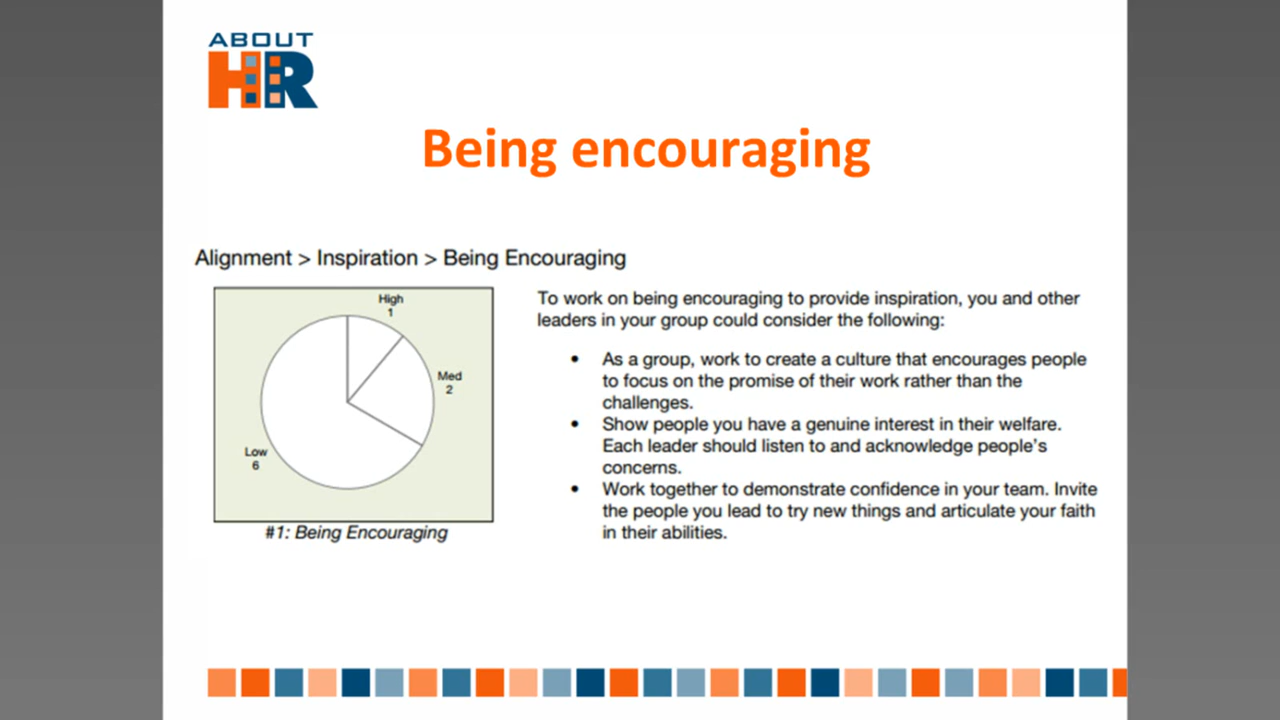 ABOUT
HR
Being encouraging
Alignment > Inspiration > Being Encouraging
High
1
Med
2
Low
6
#1: Being Encouraging
To work on being encouraging to provide inspiration, you and other
leaders in your group could consider the following:
• As a group, work to create a culture that encourages people
to focus on the promise of their work rather than the
challenges.
• Show people you have a genuine interest in their welfare.
Each leader should listen to and acknowledge people's
concerns.
• Work together to demonstrate confidence in your team. Invite
the people you lead to try new things and articulate your faith
in their abilities.